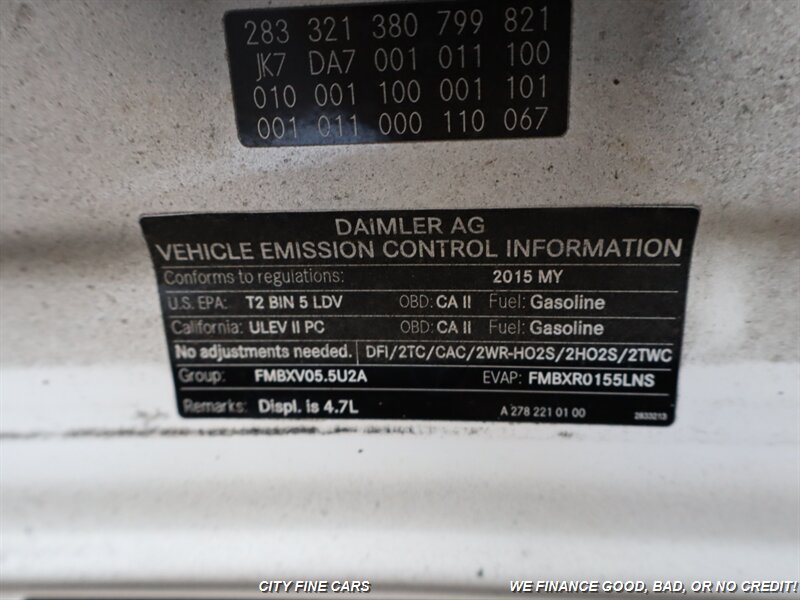 283 321 380 799 821
JK7 DA7 001 011 100
010 001 100 001 101
001 011 000 110 067
DAIMLER AG
VEHICLE EMISSION CONTROL INFORMATION
Conforms to regulations: 2015 MY
U.S. EPA: T2 BIN 5 LDV OBD: CA II Fuel: Gasoline
California: ULEV II PC OBD: CA II Fuel: Gasoline
No adjustments needed. DFI/2TC/CAC/2WR-HO2S/2HO2S/2TWC
Group: FMBXV05.5U2A EVAP: FMBXR0155LNS
Remarks: Displ. is 4.7L A 278 221 01 00 2833213
CITY FINE CARS WE FINANCE GOOD, BAD, OR NO CREDIT!